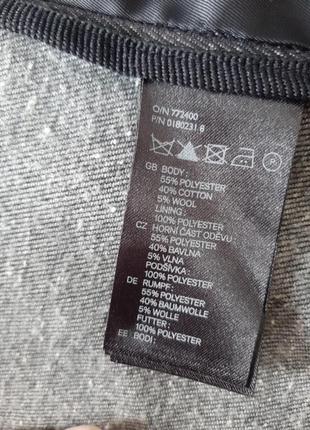 O/N 772400
P/N 0180231 6
GB BODY:
55% POLYESTER
40% COTTON
5% WOOL
LINING:
100% POLYESTER
CZ HORNÍ ČÁST ODĚVU:
55% POLYESTER
40% BAVLNA
5% VLNA
PODŠÍVKA:
100% POLYESTER
DE RUMPF:
55% POLYESTER
40% BAUMWOLLE
5% WOLLE
FUTTER:
100% POLYESTER
EE BODI: